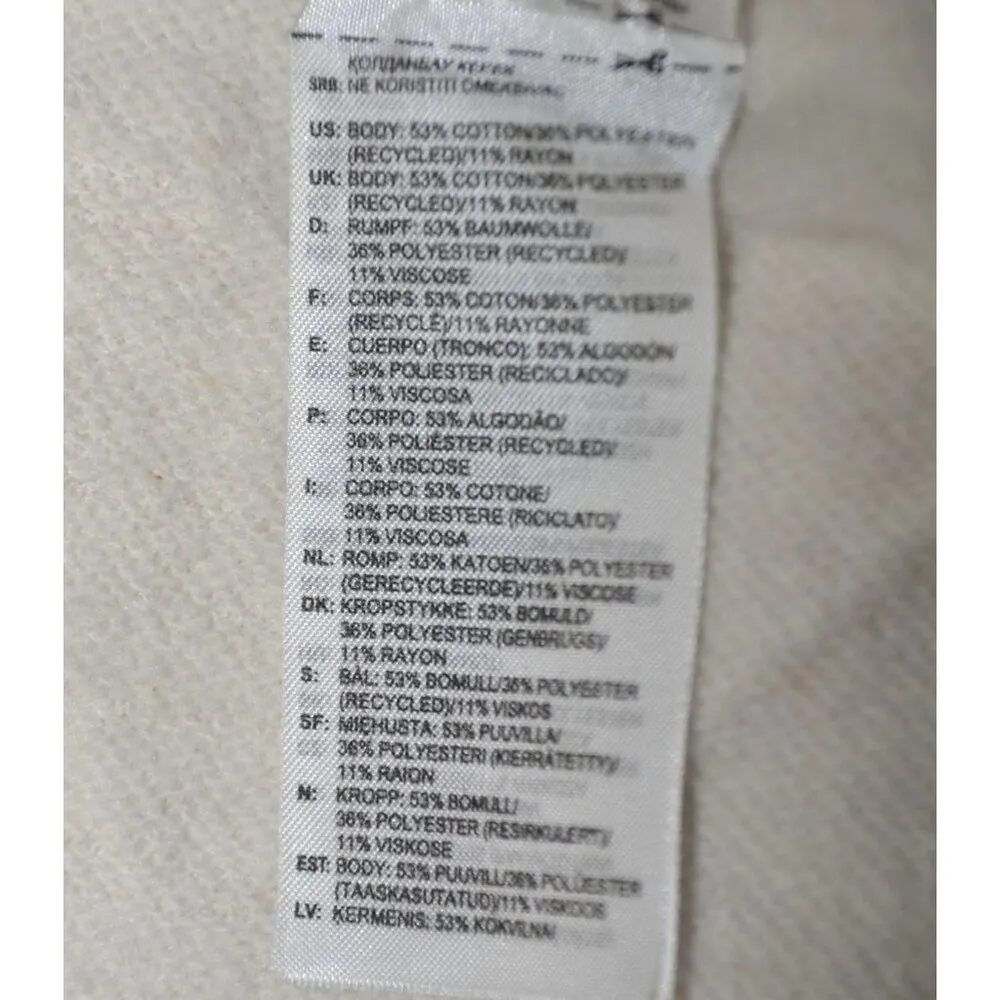 ҚОЛДАНБАУ КЕРЕК
SRB: NE KORISTITI OMEKSIVAC
US: BODY: 53% COTTON/36% POLYESTER
(RECYCLED)/11% RAYON
UK: BODY: 53% COTTON/36% POLYESTER
(RECYCLED)/11% RAYON
D: RUMPF: 53% BAUMWOLLE/
36% POLYESTER (RECYCLED)/
11% VISCOSE
F: CORPS: 53% COTON/36% POLYESTER
(RECYCLÉ)/11% RAYONNE
E: CUERPO (TRONCO): 53% ALGODÓN/
36% POLIESTER (RECICLADO)/
11% VISCOSA
P: CORPO: 53% ALGODÃO/
36% POLIÉSTER (RECYCLED)/
11% VISCOSE
I: CORPO: 53% COTONE/
36% POLIESTERE (RICICLATO)/
11% VISCOSA
NL: ROMP: 53% KATOEN/36% POLYESTER
(GERECYCLEERDE)/11% VISCOSE
DK: KROPSTYKKE: 53% BOMULD/
36% POLYESTER (GENBRUGS)/
11% RAYON
S: BÅL: 53% BOMULL/36% POLYESTER
(RECYCLED)/11% VISKOS
SF: MIEHUSTA: 53% PUUVILLA/
36% POLYESTERI (KIERRÄTETTY)/
11% RAION
N: KROPP: 53% BOMULL/
36% POLYESTER (RESIRKULERT)/
11% VISKOSE
EST: BODY: 53% PUUVILL/36% POLÜESTER
(TAASKASUTATUD)/11% VISKOOS
LV: ĶERMENIS: 53% KOKVILNA/